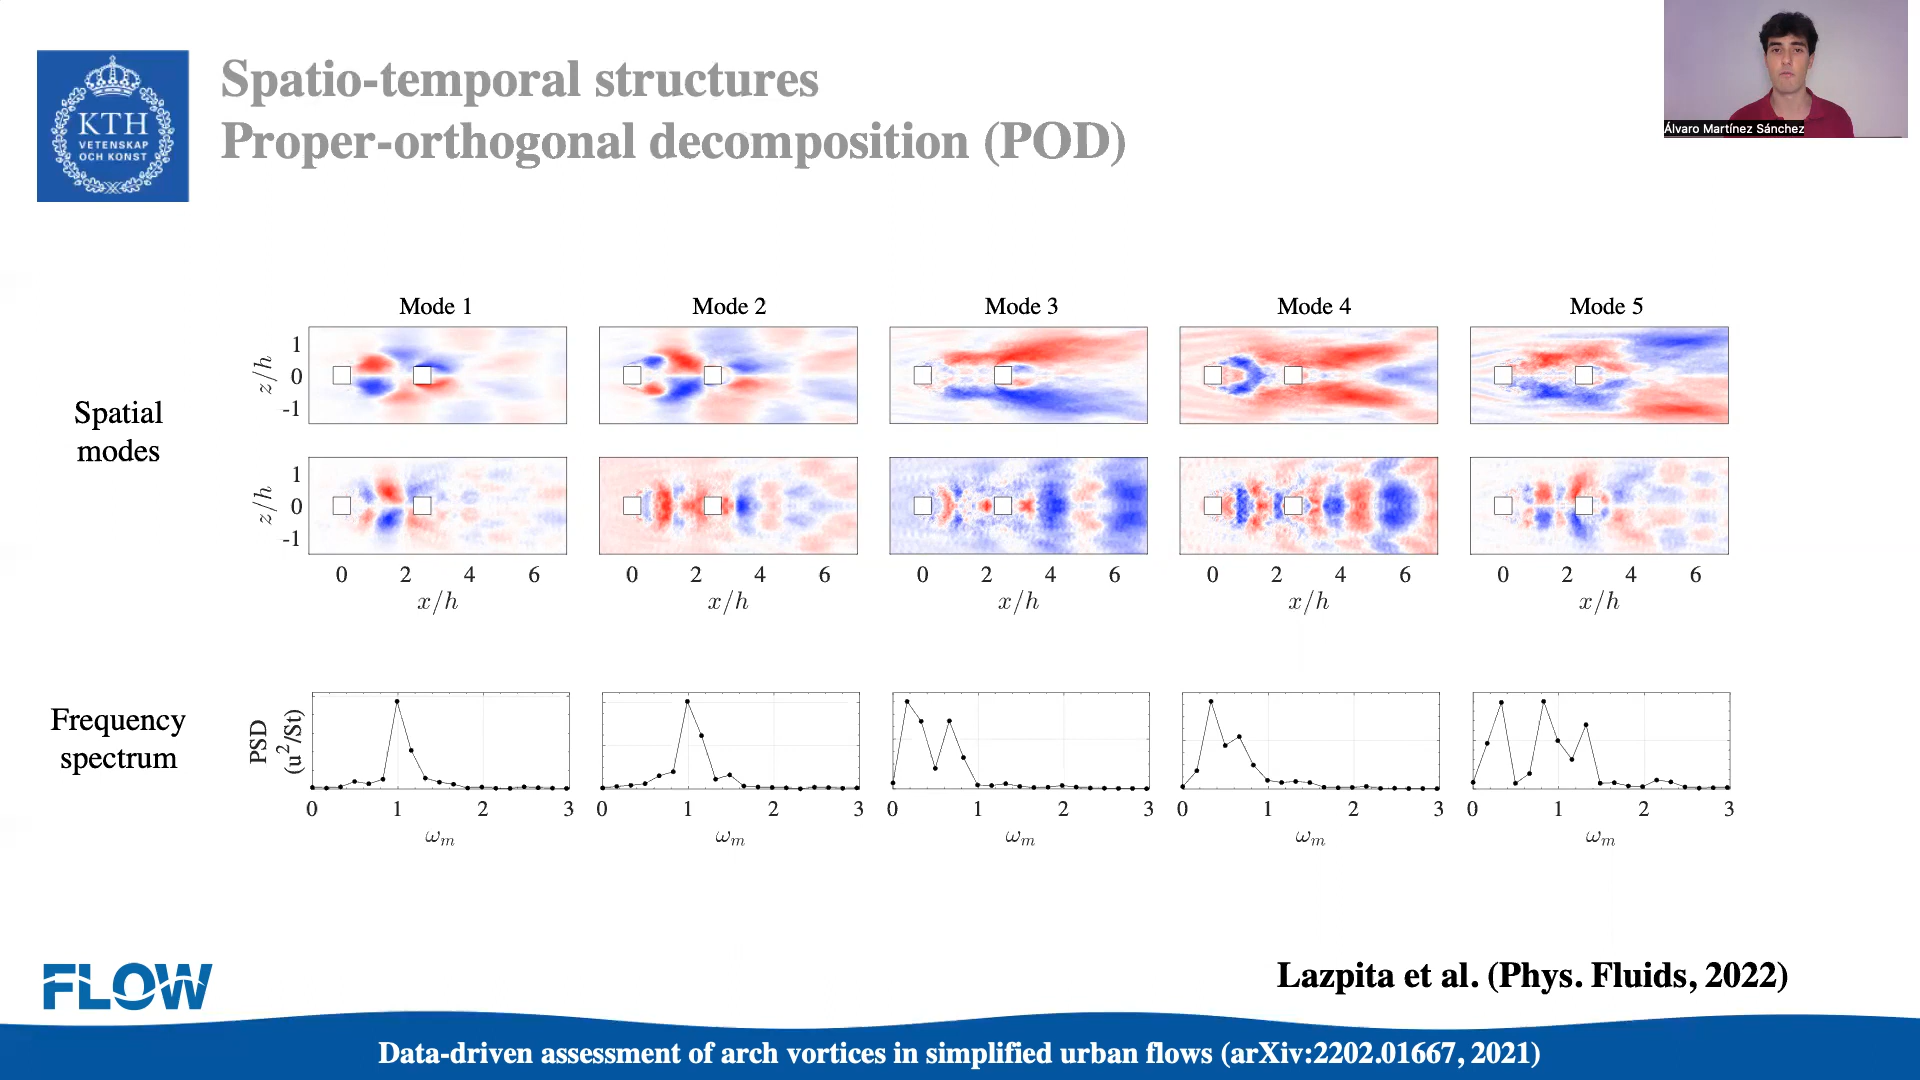 KTH
VETENSKAP
OCH KONST
Spatio-temporal structures
Proper-orthogonal decomposition (POD)
Álvaro Martínez Sánchez
Mode 1 Mode 2 Mode 3 Mode 4 Mode 5
Spatial
modes
z/h
1
0
-1
z/h
1
0
-1
0 2 4 6 0 2 4 6 0 2 4 6 0 2 4 6 0 2 4 6
x/h x/h x/h x/h x/h
Frequency
spectrum
PSD
(u²/St)
0 1 2 3 0 1 2 3 0 1 2 3 0 1 2 3 0 1 2 3
ωₘ ωₘ ωₘ ωₘ ωₘ
FLOW
Lazpita et al. (Phys. Fluids, 2022)
Data-driven assessment of arch vortices in simplified urban flows (arXiv:2202.01667, 2021)